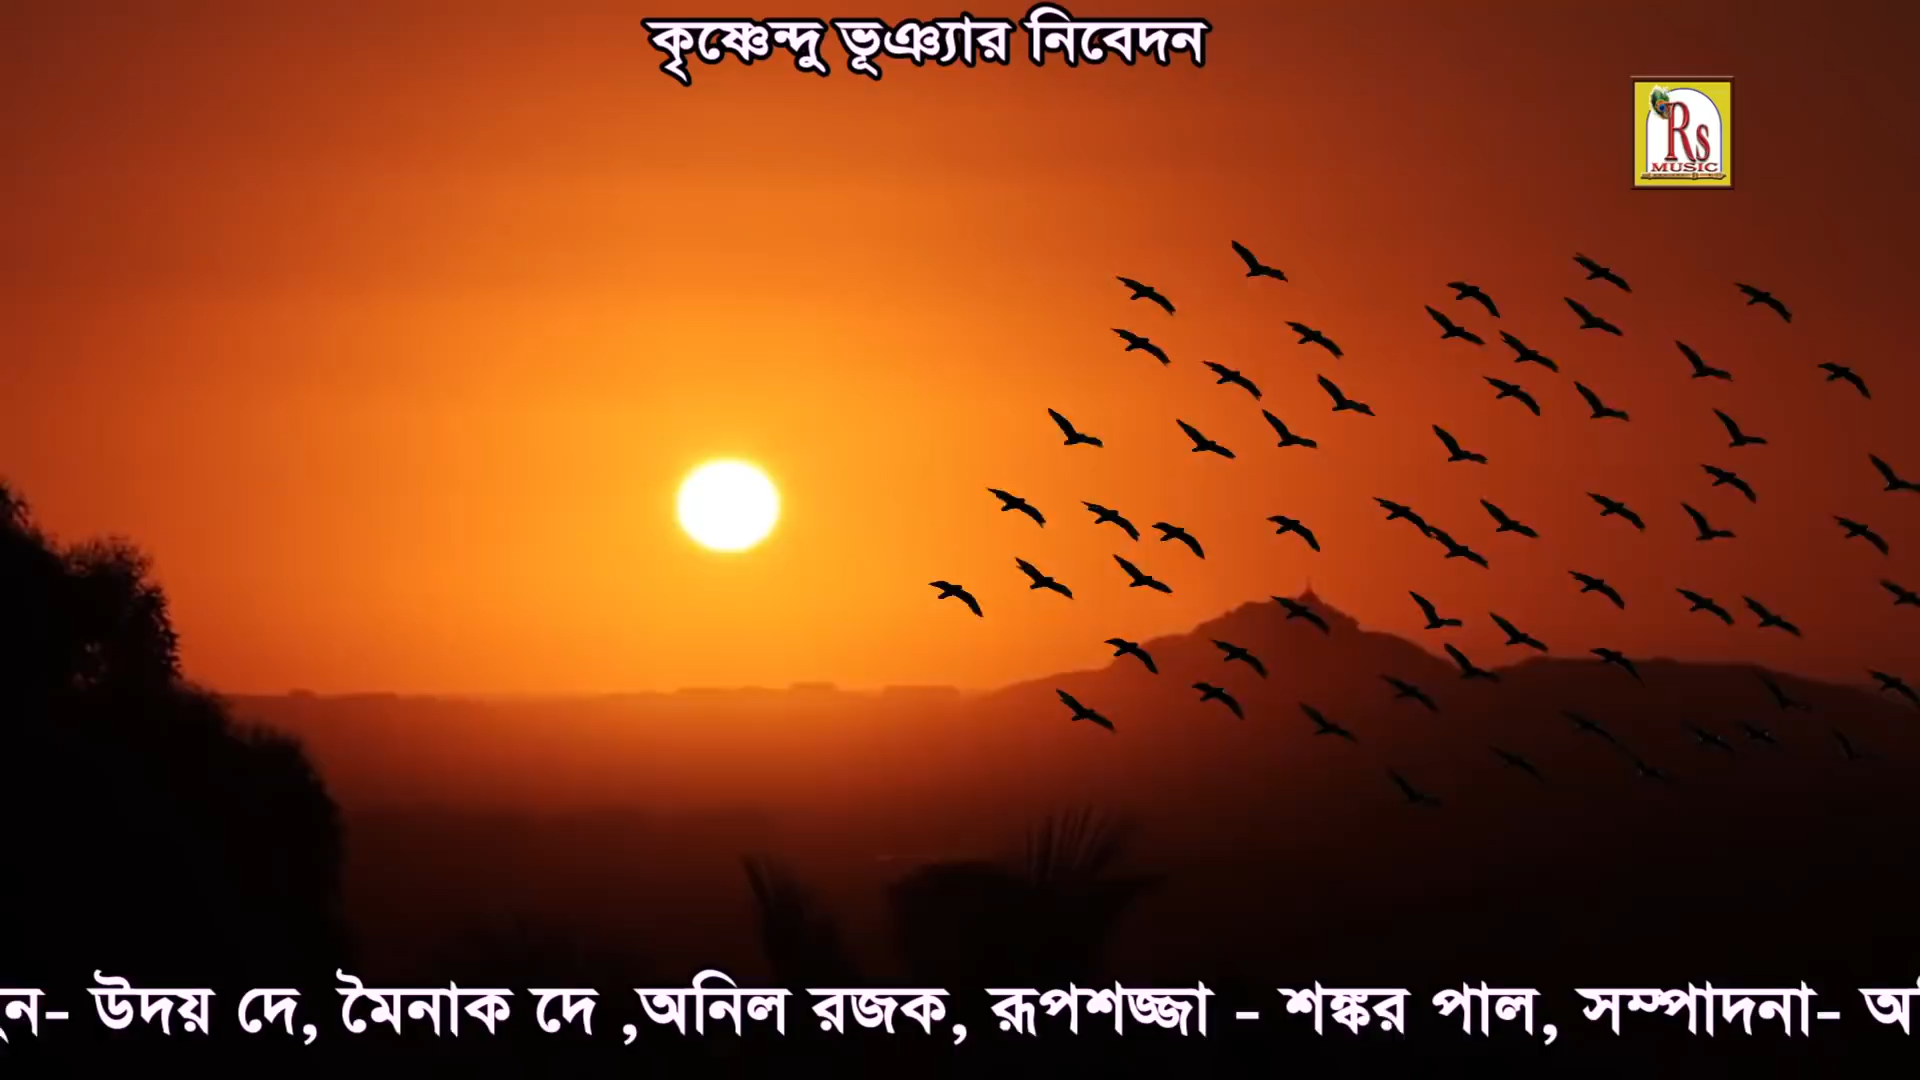 কৃষ্ণেন্দু ভূঞ্যার নিবেদন
Rs
MUSIC
উদয় দে, মৈনাক দে ,অনিল রজক, রূপশজ্জা - শঙ্কর পাল, সম্পাদনা-